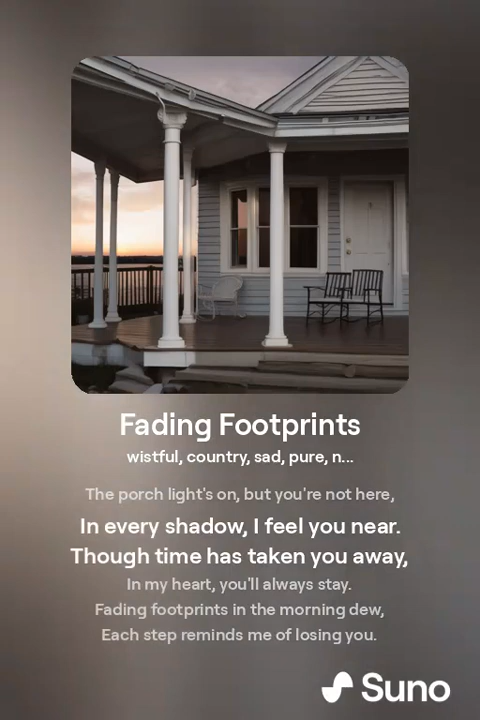 Fading Footprints
wistful, country, sad, pure, n...
The porch light's on, but you're not here,
In every shadow, I feel you near.
Though time has taken you away,
In my heart, you'll always stay.
Fading footprints in the morning dew,
Each step reminds me of losing you.
Suno